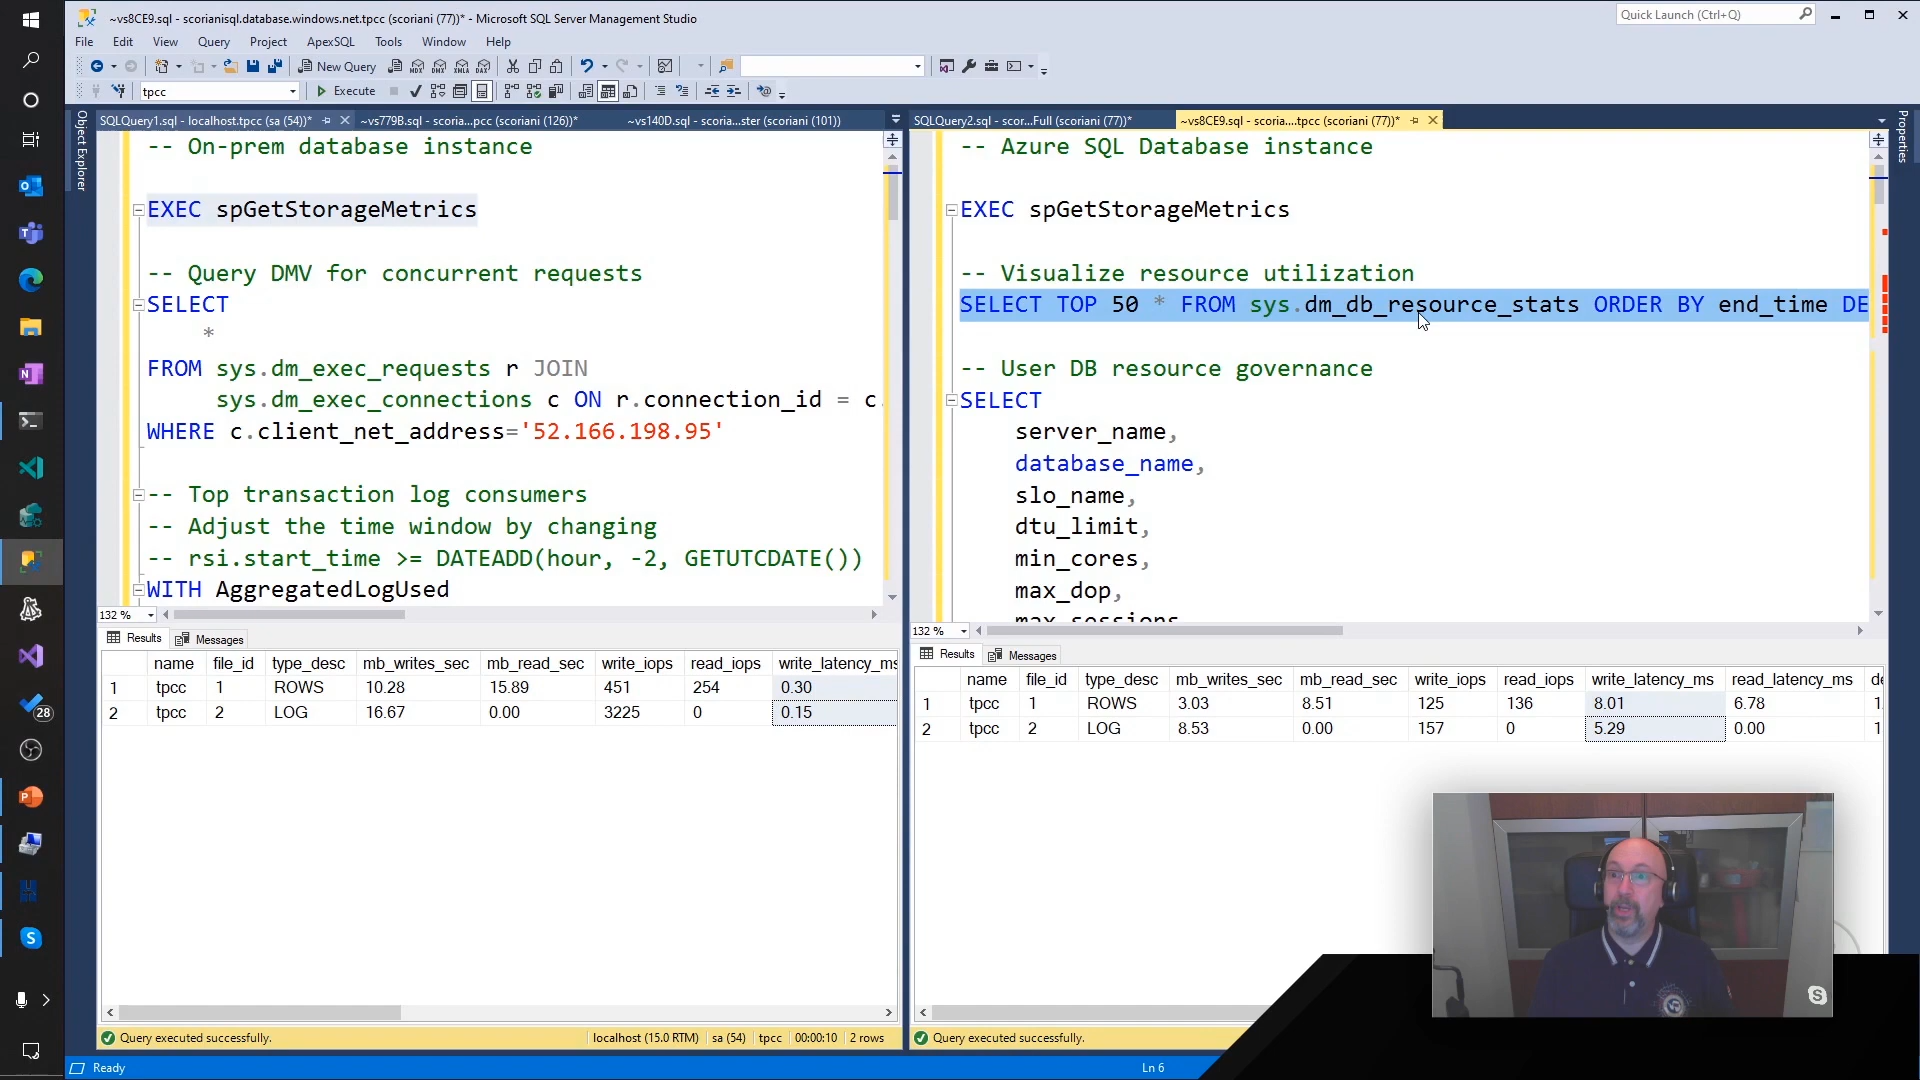 ~vs8CE9.sql - scorianisql.database.windows.net.tpcc (scoriani (77))* - Microsoft SQL Server Management Studio
Quick Launch (Ctrl+Q)
File Edit View Query Project ApexSQL Tools Window Help
New Query
tpcc
Execute
Object Explorer
SQLQuery1.sql - localhost.tpcc (sa (54))*
~vs779B.sql - scoria...pcc (scoriani (126))*
~vs140D.sql - scoria...ster (scoriani (101))
-- On-prem database instance
EXEC spGetStorageMetrics
-- Query DMV for concurrent requests
SELECT
*
FROM sys.dm_exec_requests r JOIN
sys.dm_exec_connections c ON r.connection_id = c.
WHERE c.client_net_address='52.166.198.95'
-- Top transaction log consumers
-- Adjust the time window by changing
-- rsi.start_time >= DATEADD(hour, -2, GETUTCDATE())
WITH AggregatedLogUsed
132 %
Results Messages
name file_id type_desc mb_writes_sec mb_read_sec write_iops read_iops write_latency_ms
1 tpcc 1 ROWS 10.28 15.89 451 254 0.30
2 tpcc 2 LOG 16.67 0.00 3225 0 0.15
Query executed successfully.
localhost (15.0 RTM) sa (54) tpcc 00:00:10 2 rows
SQLQuery2.sql - scor...Full (scoriani (77))*
~vs8CE9.sql - scoria....tpcc (scoriani (77))*
Properties
-- Azure SQL Database instance
EXEC spGetStorageMetrics
-- Visualize resource utilization
SELECT TOP 50 * FROM sys.dm_db_resource_stats ORDER BY end_time DE
-- User DB resource governance
SELECT
server_name,
database_name,
slo_name,
dtu_limit,
min_cores,
max_dop,
max_sessions
132 %
Results Messages
name file_id type_desc mb_writes_sec mb_read_sec write_iops read_iops write_latency_ms read_latency_ms de
1 tpcc 1 ROWS 3.03 8.51 125 136 8.01 6.78 1.
2 tpcc 2 LOG 8.53 0.00 157 0 5.29 0.00 1
Query executed successfully.
Ready
Ln 6
28